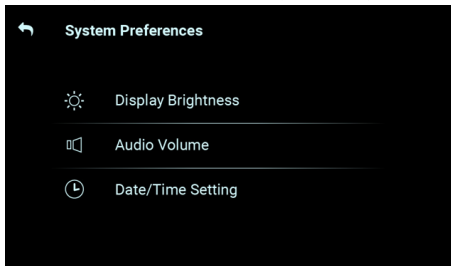 System Preferences
Display Brightness
Audio Volume
Date/Time Setting